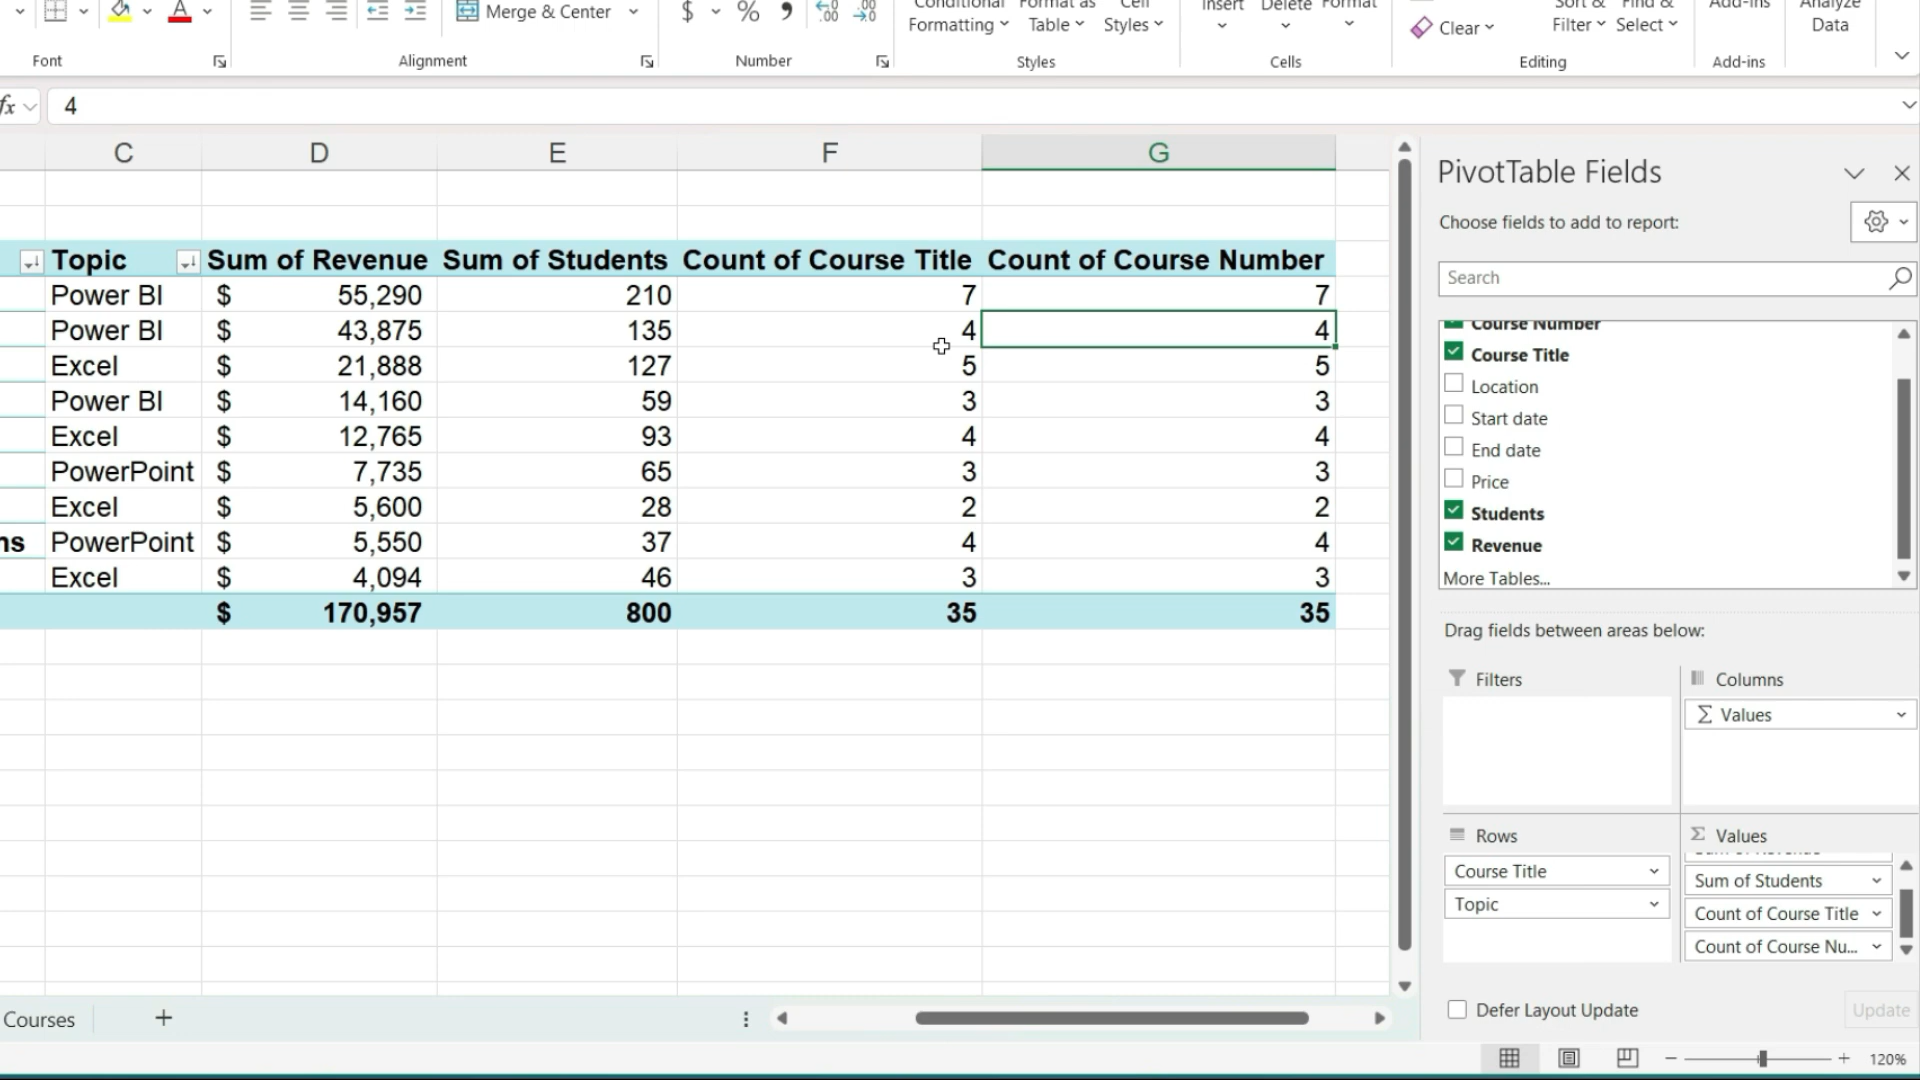 Conditional Format as Cell Insert Delete Format Sort & Find & Add-ins Analyze
Merge & Center $ % Formatting Table Styles Clear Filter Select Data
Font Alignment Number Styles Cells Editing Add-ins
fx 4
C D E F G
Topic Sum of Revenue Sum of Students Count of Course Title Count of Course Number
Power BI $ 55,290 210 7 7
Power BI $ 43,875 135 4 4
Excel $ 21,888 127 5 5
Power BI $ 14,160 59 3 3
Excel $ 12,765 93 4 4
PowerPoint $ 7,735 65 3 3
Excel $ 5,600 28 2 2
ns PowerPoint $ 5,550 37 4 4
Excel $ 4,094 46 3 3
$ 170,957 800 35 35
Courses
PivotTable Fields
Choose fields to add to report:
Search
Course Number
Course Title
Location
Start date
End date
Price
Students
Revenue
More Tables...
Drag fields between areas below:
Filters
Columns
Σ Values
Rows
Course Title
Topic
Σ Values
Sum of Revenue
Sum of Students
Count of Course Title
Count of Course Nu...
Defer Layout Update
Update
120%